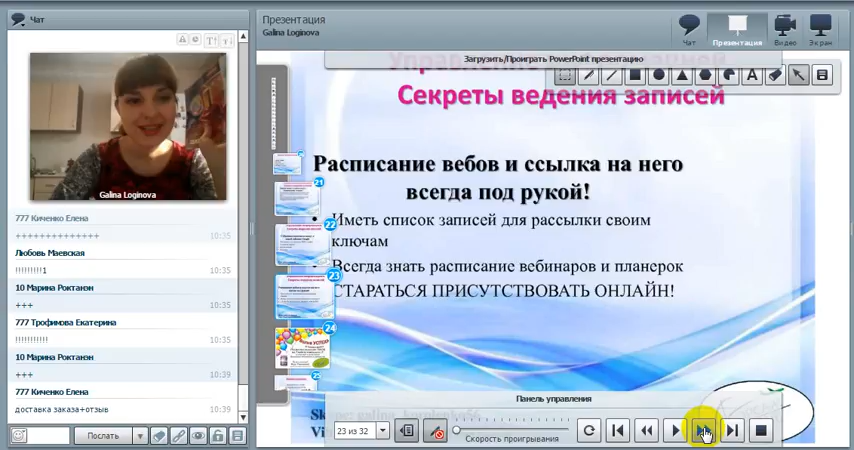 Чат
Galina Loginova
777 Киченко Елена
++++++++++++++ 10:35
Любовь Маевская
!!!!!!!!!1 10:35
10 Марина Роктанэн
+++ 10:35
777 Трофимова Екатерина
!!!!!!!!!!! 10:35
10 Марина Роктанэн
+++ 10:39
777 Киченко Елена
доставка заказа+отзыв 10:39
Послать
Презентация
Galina Loginova
Чат
Презентация
Видео
Экран
Загрузить/Проиграть PowerPoint презентацию
Секреты ведения записей
Расписание вебов и ссылка на него
всегда под рукой!
Иметь список записей для рассылки своим
ключам
Всегда знать расписание вебинаров и планерок
СТАРАТЬСЯ ПРИСУТСТВОВАТЬ ОНЛАЙН!
21
22
23
24
Панель управления
23 из 32
Скорость проигрывания